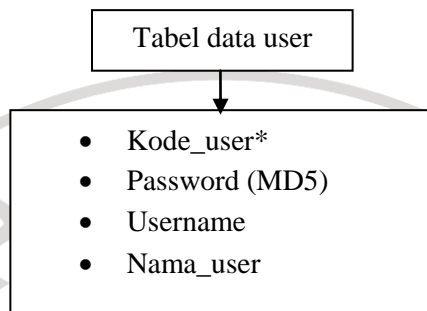 Tabel data user
• Kode_user*
• Password (MD5)
• Username
• Nama_user